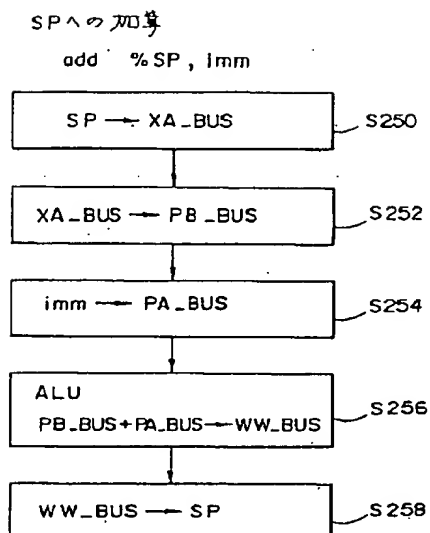 SPへの加算
add %SP, imm
SP → XA_BUS
S250
XA_BUS → PB_BUS
S252
imm → PA_BUS
S254
ALU
PB_BUS+PA_BUS → WW_BUS
S256
WW_BUS → SP
S258